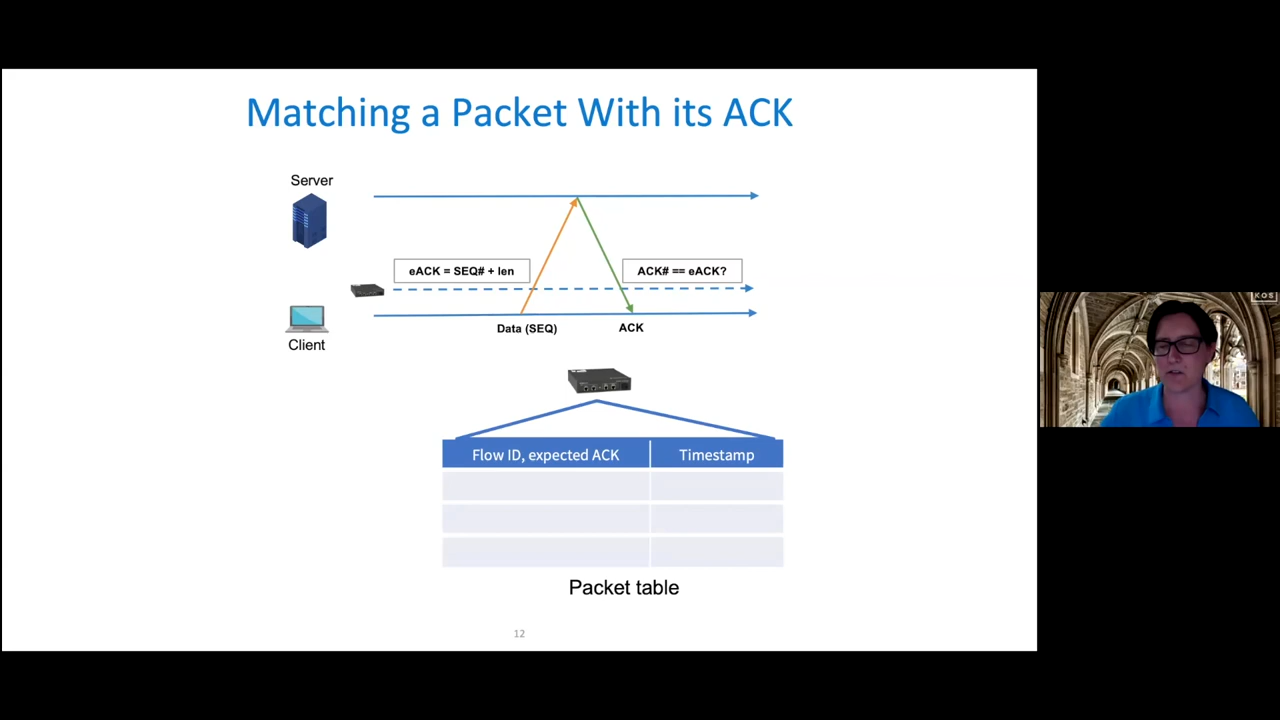 Matching a Packet With its ACK
Server
eACK = SEQ# + len
ACK# == eACK?
Client
Data (SEQ)
ACK
Flow ID, expected ACK
Timestamp
Packet table
12
KOS